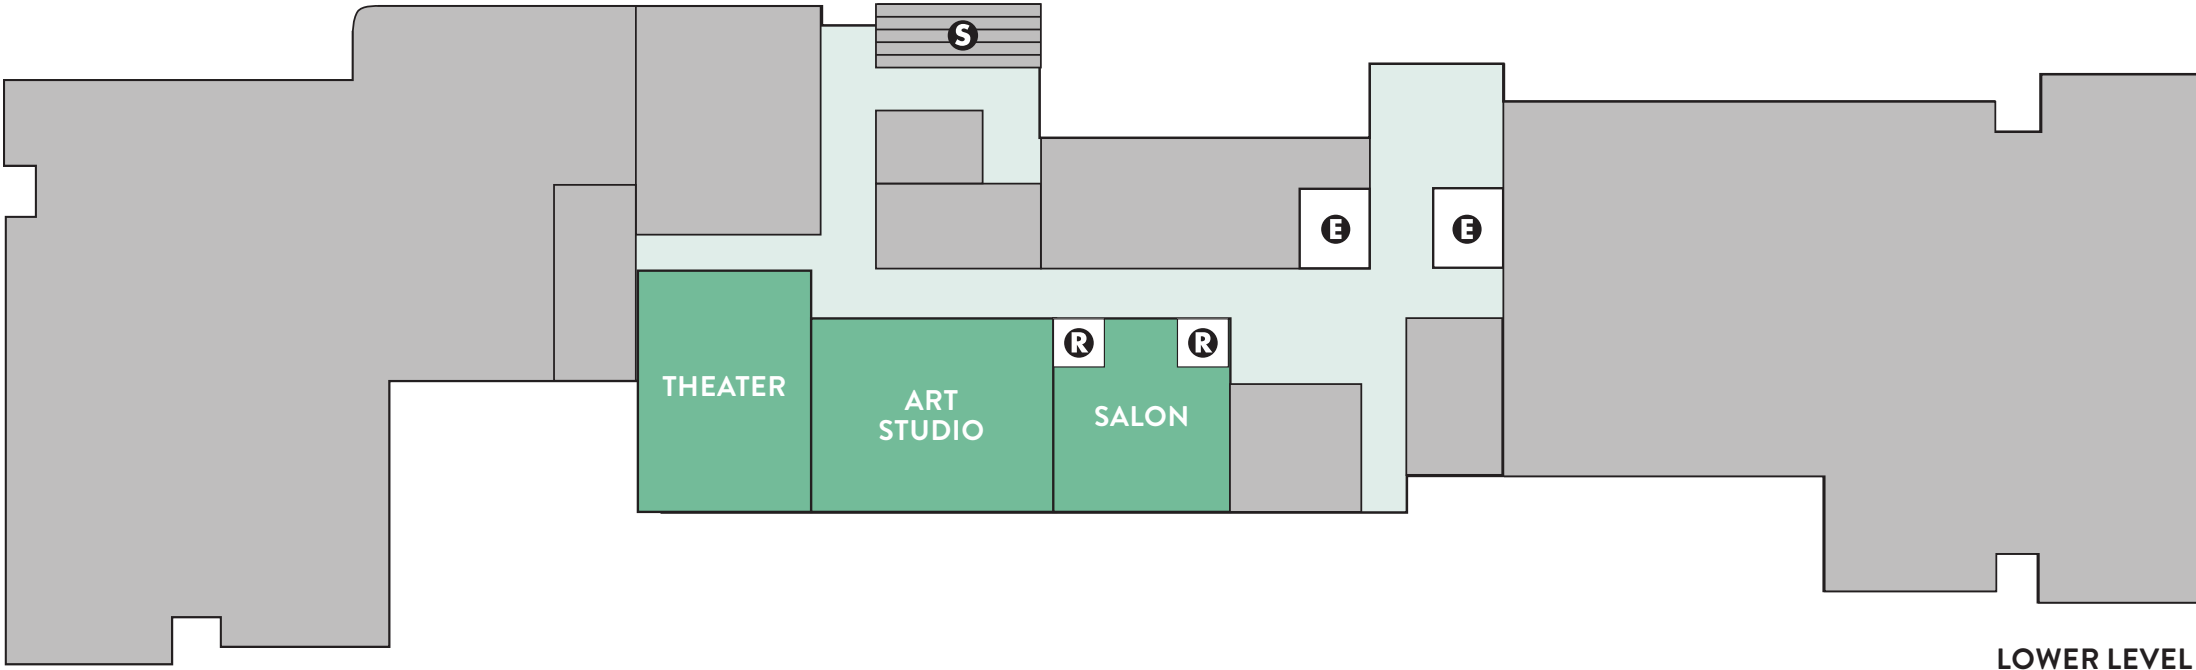 S
E
E
R
R
THEATER
ART
STUDIO
SALON
LOWER LEVEL